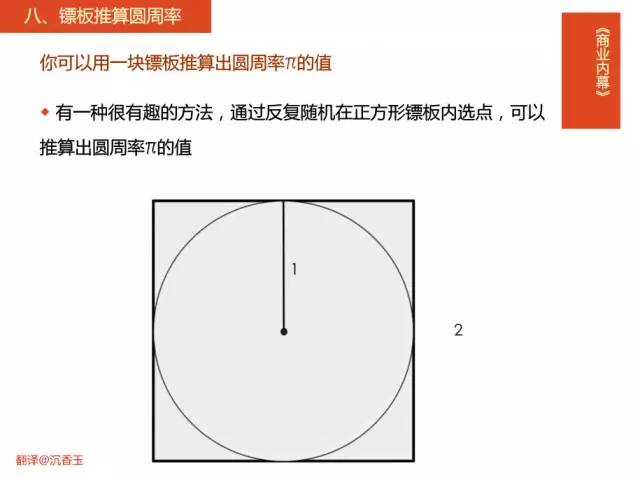 八、镖板推算圆周率
《商业内幕》
你可以用一块镖板推算出圆周率π的值
有一种很有趣的方法，通过反复随机在正方形镖板内选点，可以
推算出圆周率π的值
1
2
翻译@沉香玉